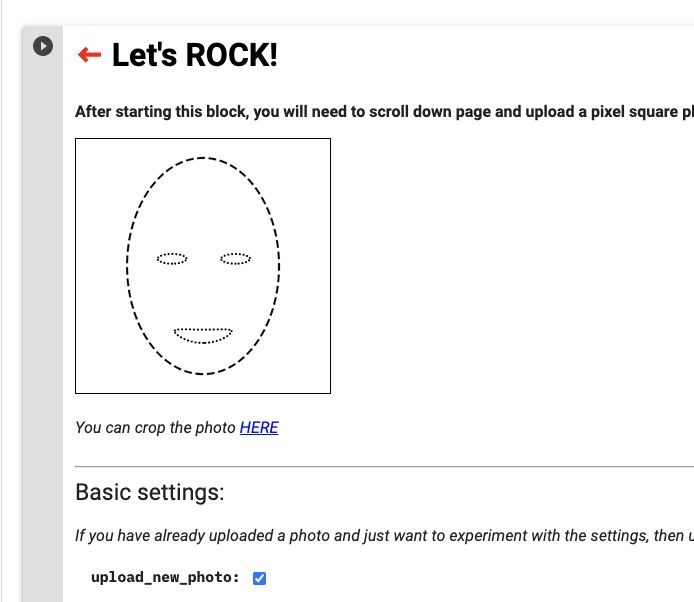 ← Let's ROCK!
After starting this block, you will need to scroll down page and upload a pixel square
You can crop the photo HERE
Basic settings:
If you have already uploaded a photo and just want to experiment with the settings, then
upload_new_photo: